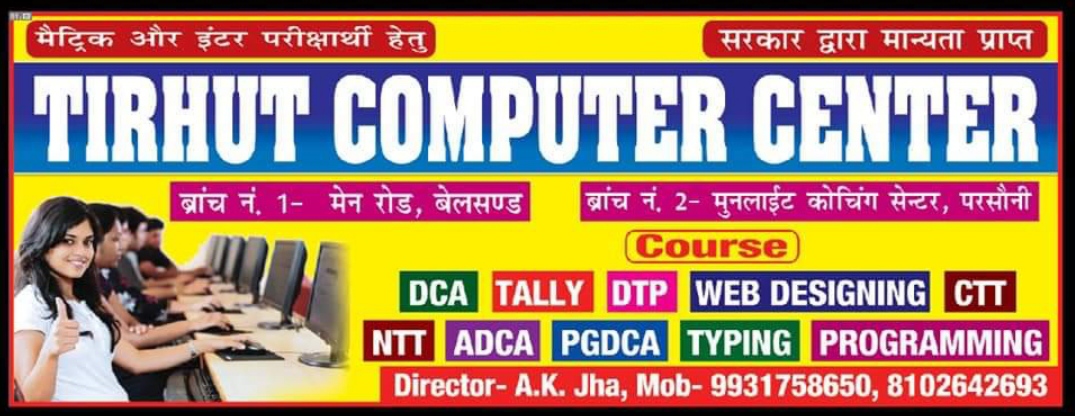 मैट्रिक और इंटर परीक्षार्थी हेतु
सरकार द्वारा मान्यता प्राप्त
TIRHUT COMPUTER CENTER
ब्रांच नं. 1- मेन रोड, बेलसण्ड
ब्रांच नं. 2- मुनलाईट कोचिंग सेन्टर, परसौनी
Course
DCA TALLY DTP WEB DESIGNING CTT
NTT ADCA PGDCA TYPING PROGRAMMING
Director- A.K. Jha, Mob- 9931758650, 8102642693